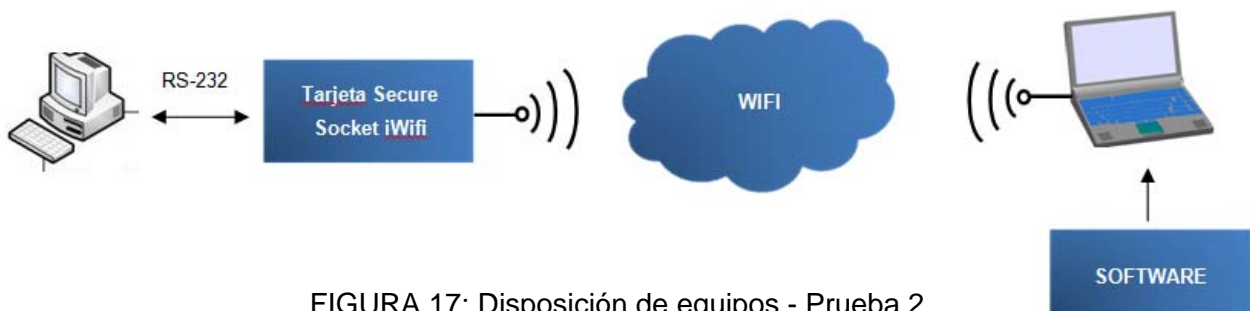 RS-232
Tarjeta Secure
Socket iWifi
WIFI
SOFTWARE
FIGURA 17: Disposición de equipos - Prueba 2